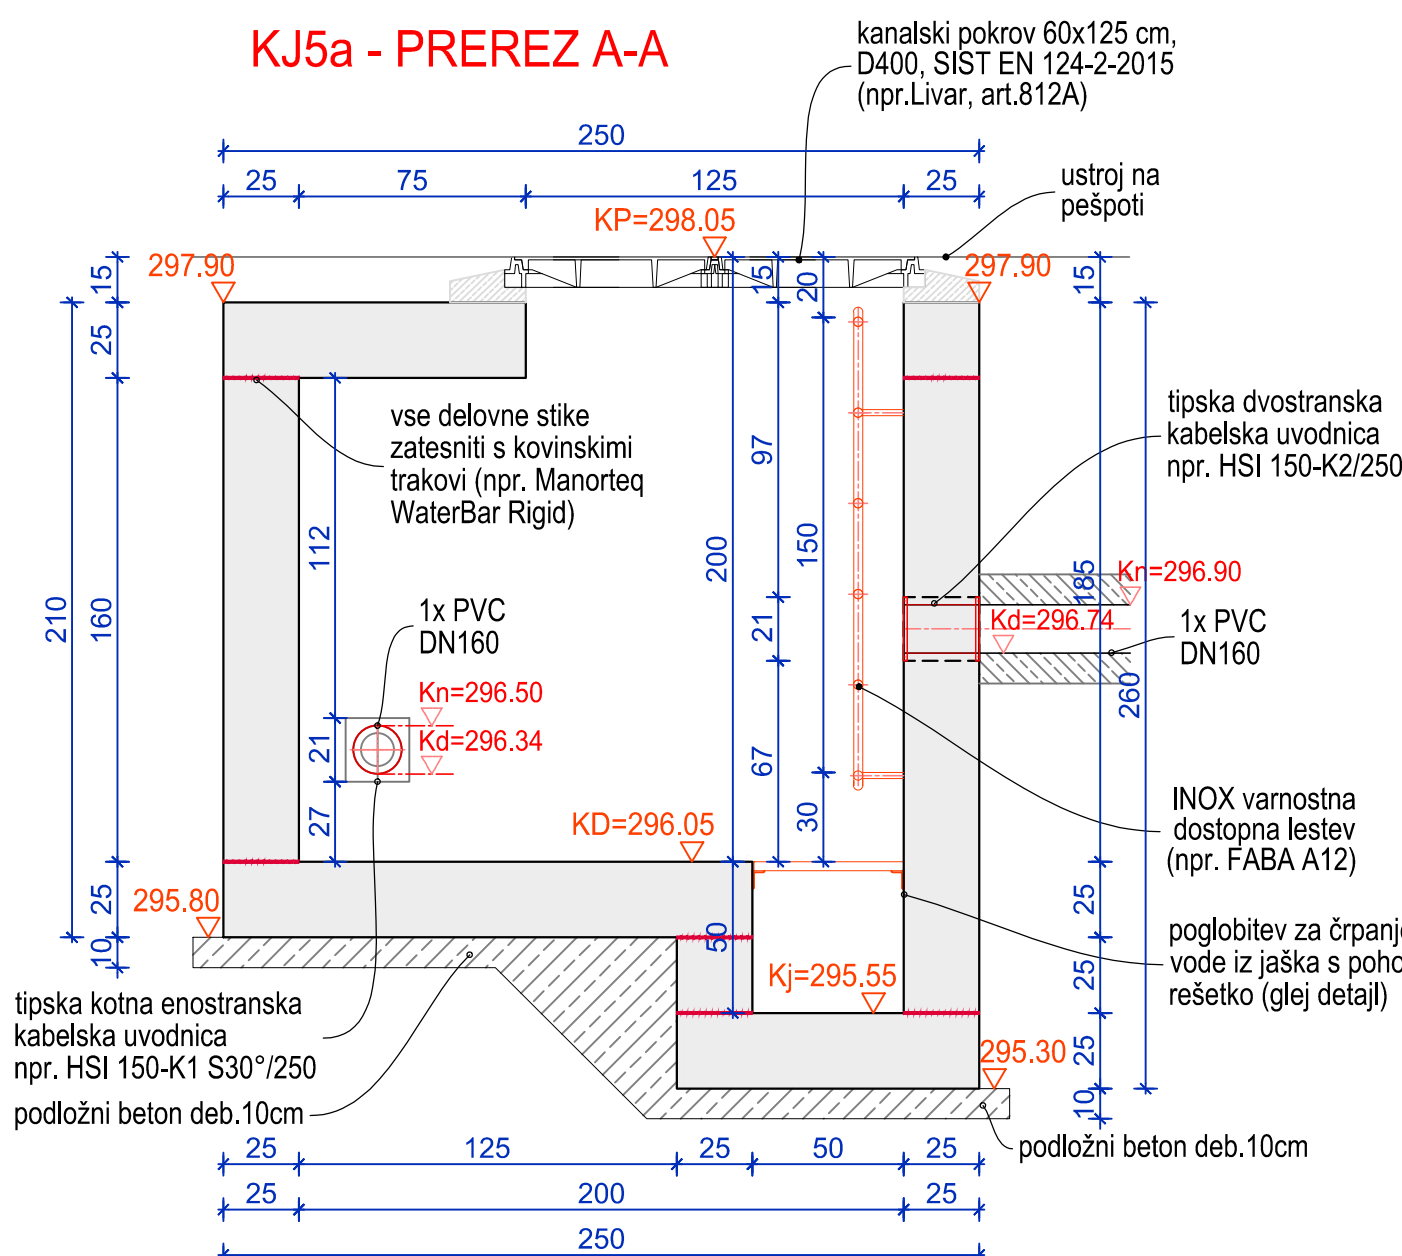 KJ5a - PREREZ A-A
kanalski pokrov 60x125 cm,
D400, SIST EN 124-2-2015
(npr.Livar, art.812A)
250
25 75 125 25
ustroj na
pešpoti
KP=298.05
297.90
297.90
15
15
20
15
25
vse delovne stike
zatesniti s kovinskimi
trakovi (npr. Manorteq
WaterBar Rigid)
tipska dvostranska
kabelska uvodnica
npr. HSI 150-K2/250
97
112
200
150
185
210
160
21
260
Kn=296.90
Kd=296.74
1x PVC
DN160
1x PVC
DN160
Kn=296.50
Kd=296.34
21
27
67
30
KD=296.05
INOX varnostna
dostopna lestev
(npr. FABA A12)
295.80
25
10
50
25
25
25
10
poglobitev za črpanje
vode iz jaška s poho
rešetko (glej detajl)
Kj=295.55
295.30
tipska kotna enostranska
kabelska uvodnica
npr. HSI 150-K1 S30°/250
podložni beton deb.10cm
podložni beton deb.10cm
25 125 25 50 25
25 200 25
250